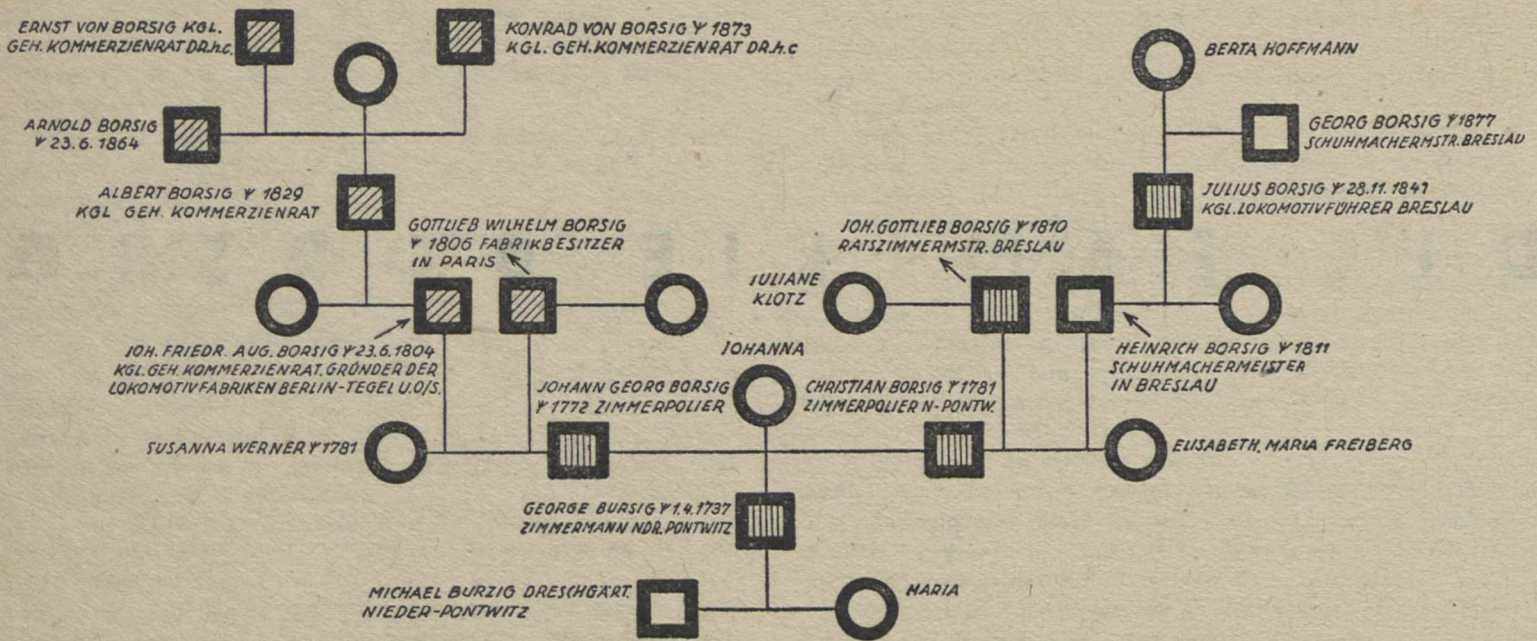 ERNST VON BORSIG KGL.
GEH. KOMMERZIENRAT DR.h.c.
KONRAD VON BORSIG Ɏ 1873
KGL. GEH. KOMMERZIENRAT DR.h.c
BERTA HOFFMANN
ARNOLD BORSIG
Ɏ 23.6.1864
GEORG BORSIG Ɏ 1877
SCHUHMACHERMSTR. BRESLAU
ALBERT BORSIG Ɏ 1829
KGL GEH. KOMMERZIENRAT
JULIUS BORSIG Ɏ 28.11.1841
KGL. LOKOMOTIVFÜHRER BRESLAU
GOTTLIEB WILHELM BORSIG
Ɏ 1806 FABRIKBESITZER
IN PARIS
JOH. GOTTLIEB BORSIG Ɏ 1810
RATSZIMMERMSTR. BRESLAU
JULIANE
KLOTZ
JOH. FRIEDR. AUG. BORSIG Ɏ 23.6.1804
KGL. GEH. KOMMERZIENRAT. GRÜNDER DER
LOKOMOTIVFABRIKEN BERLIN-TEGEL U.O/S.
HEINRICH BORSIG Ɏ 1811
SCHUHMACHERMEISTER
IN BRESLAU
JOHANNA
JOHANN GEORG BORSIG
Ɏ 1772 ZIMMERPOLIER
CHRISTIAN BORSIG Ɏ 1781
ZIMMERPOLIER N-PONTW.
SUSANNA WERNER Ɏ 1781
ELISABETH, MARIA FREIBERG
GEORGE BURSIG Ɏ 1.4.1737
ZIMMERMANN NDR. PONTWITZ
MICHAEL BURZIG DRESCHGÄRT.
NIEDER-PONTWITZ
MARIA